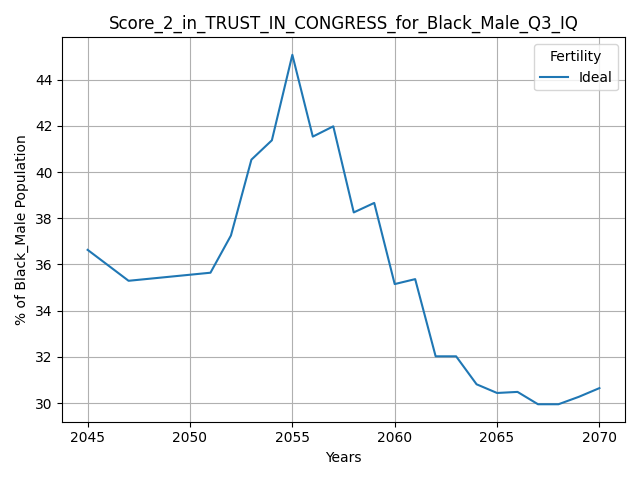 Score_2_in_TRUST_IN_CONGRESS_for_Black_Male_Q3_IQ
Fertility
Ideal
44
42
40
38
36
34
32
30
% of Black_Male Population
2045
2050
2055
2060
2065
2070
Years